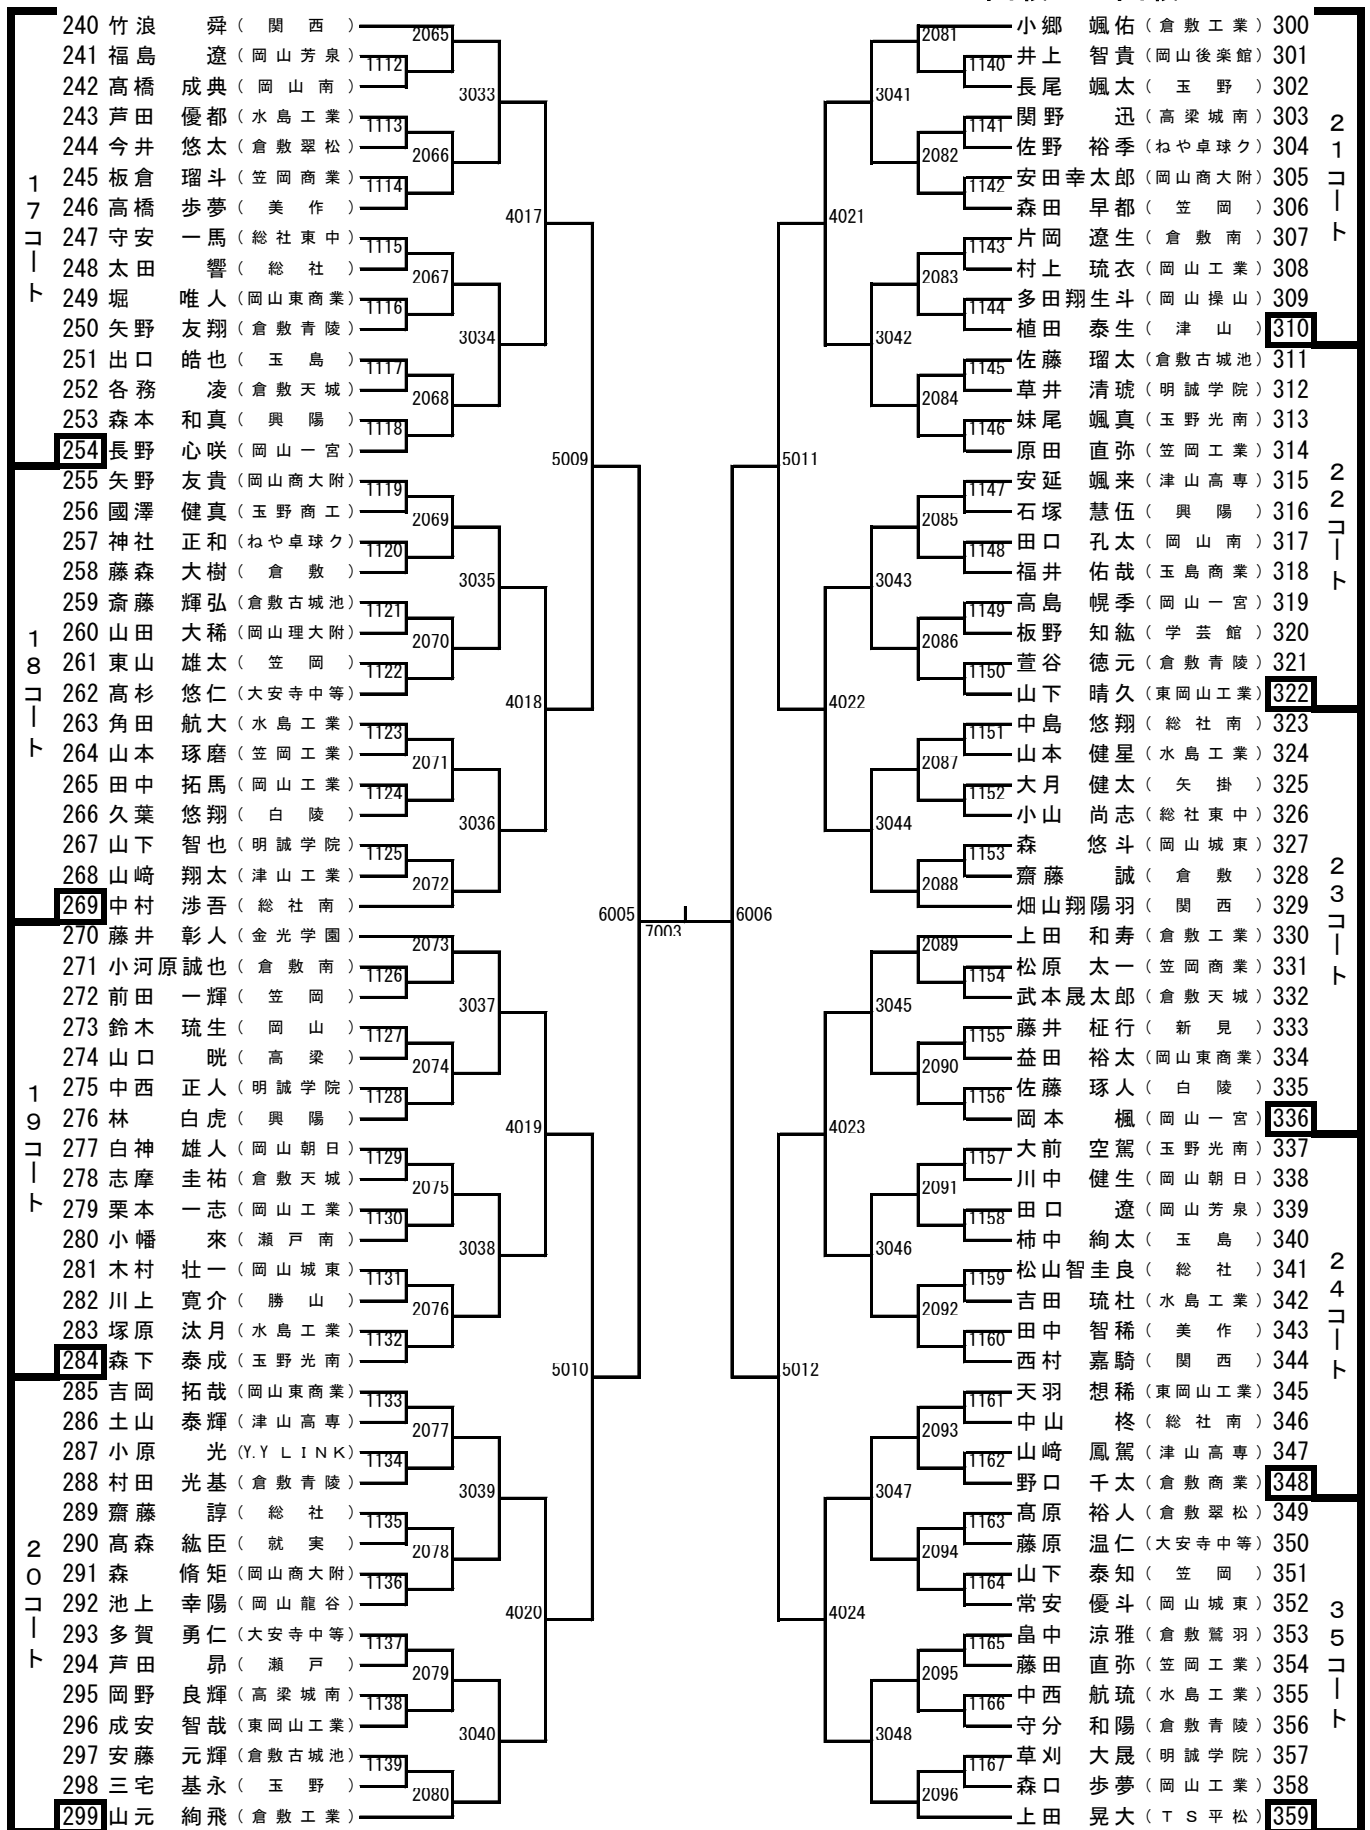 240 竹浪 舜 (関西)
241 福島 遼 (岡山芳泉)
242 髙橋 成典 (岡山南)
243 芦田 優都 (水島工業)
244 今井 悠太 (倉敷翠松)
245 板倉 瑠斗 (笠岡商業)
246 高橋 歩夢 (美作)
247 守安 一馬 (総社東中)
248 太田 響 (総社)
249 堀 唯人 (岡山東商業)
250 矢野 友翔 (倉敷青陵)
251 出口 皓也 (玉島)
252 各務 凌 (倉敷天城)
253 森本 和真 (興陽)
254 長野 心咲 (岡山一宮)
17コート
255 矢野 友貴 (岡山商大附)
256 國澤 健真 (玉野商工)
257 神社 正和 (ねや卓球ク)
258 藤森 大樹 (倉敷)
259 斎藤 輝弘 (倉敷古城池)
260 山田 大稀 (岡山理大附)
261 東山 雄太 (笠岡)
262 髙杉 悠仁 (大安寺中等)
263 角田 航大 (水島工業)
264 山本 琢磨 (笠岡工業)
265 田中 拓馬 (岡山工業)
266 久葉 悠翔 (白陵)
267 山下 智也 (明誠学院)
268 山﨑 翔太 (津山工業)
269 中村 渉吾 (総社南)
18コート
270 藤井 彰人 (金光学園)
271 小河原誠也 (倉敷南)
272 前田 一輝 (笠岡)
273 鈴木 琉生 (岡山)
274 山口 晄 (高梁)
275 中西 正人 (明誠学院)
276 林 白虎 (興陽)
277 白神 雄人 (岡山朝日)
278 志摩 圭祐 (倉敷天城)
279 栗本 一志 (岡山工業)
280 小幡 來 (瀬戸南)
281 木村 壮一 (岡山城東)
282 川上 寛介 (勝山)
283 塚原 汰月 (水島工業)
284 森下 泰成 (玉野光南)
19コート
285 吉岡 拓哉 (岡山東商業)
286 土山 泰輝 (津山高専)
287 小原 光 (Y.Y LINK)
288 村田 光基 (倉敷青陵)
289 齋藤 諄 (総社)
290 髙森 紘臣 (就実)
291 森 脩矩 (岡山商大附)
292 池上 幸陽 (岡山龍谷)
293 多賀 勇仁 (大安寺中等)
294 芦田 昴 (瀬戸)
295 岡野 良輝 (高梁城南)
296 成安 智哉 (東岡山工業)
297 安藤 元輝 (倉敷古城池)
298 三宅 基永 (玉野)
299 山元 絢飛 (倉敷工業)
20コート
1112
1113
1114
1115
1116
1117
1118
1119
1120
1121
1122
1123
1124
1125
1126
1127
1128
1129
1130
1131
1132
1133
1134
1135
1136
1137
1138
1139
2065
2066
2067
2068
2069
2070
2071
2072
2073
2074
2075
2076
2077
2078
2079
2080
3033
3034
3035
3036
3037
3038
3039
3040
4017
4018
4019
4020
5009
5010
6005
7003
6006
5011
5012
4021
4022
4023
4024
3041
3042
3043
3044
3045
3046
3047
3048
2081
2082
2083
2084
2085
2086
2087
2088
2089
2090
2091
2092
2093
2094
2095
2096
1140
1141
1142
1143
1144
1145
1146
1147
1148
1149
1150
1151
1152
1153
1154
1155
1156
1157
1158
1159
1160
1161
1162
1163
1164
1165
1166
1167
小郷 颯佑 (倉敷工業) 300
井上 智貴 (岡山後楽館) 301
長尾 颯太 (玉野) 302
関野 迅 (高梁城南) 303
佐野 裕季 (ねや卓球ク) 304
安田幸太郎 (岡山商大附) 305
森田 早都 (笠岡) 306
片岡 遼生 (倉敷南) 307
村上 琉衣 (岡山工業) 308
多田翔生斗 (岡山操山) 309
植田 泰生 (津山) 310
21コート
佐藤 瑠太 (倉敷古城池) 311
草井 清琥 (明誠学院) 312
妹尾 颯真 (玉野光南) 313
原田 直弥 (笠岡工業) 314
安延 颯来 (津山高専) 315
石塚 慧伍 (興陽) 316
田口 孔太 (岡山南) 317
福井 佑哉 (玉島商業) 318
高島 幌季 (岡山一宮) 319
板野 知紘 (学芸館) 320
萱谷 徳元 (倉敷青陵) 321
山下 晴久 (東岡山工業) 322
22コート
中島 悠翔 (総社南) 323
山本 健星 (水島工業) 324
大月 健太 (矢掛) 325
小山 尚志 (総社東中) 326
森 悠斗 (岡山城東) 327
齋藤 誠 (倉敷) 328
畑山翔陽羽 (関西) 329
上田 和寿 (倉敷工業) 330
松原 太一 (笠岡商業) 331
武本晟太郎 (倉敷天城) 332
藤井 柾行 (新見) 333
益田 裕太 (岡山東商業) 334
佐藤 琢人 (白陵) 335
岡本 楓 (岡山一宮) 336
23コート
大前 空駕 (玉野光南) 337
川中 健生 (岡山朝日) 338
田口 遼 (岡山芳泉) 339
柿中 絢太 (玉島) 340
松山智圭良 (総社) 341
吉田 琉杜 (水島工業) 342
田中 智稀 (美作) 343
西村 嘉騎 (関西) 344
天羽 想稀 (東岡山工業) 345
中山 柊 (総社南) 346
山﨑 鳳駕 (津山高専) 347
野口 千太 (倉敷商業) 348
24コート
髙原 裕人 (倉敷翠松) 349
藤原 温仁 (大安寺中等) 350
山下 泰知 (笠岡) 351
常安 優斗 (岡山城東) 352
畠中 涼雅 (倉敷鷲羽) 353
藤田 直弥 (笠岡工業) 354
中西 航琉 (水島工業) 355
守分 和陽 (倉敷青陵) 356
草刈 大晟 (明誠学院) 357
森口 歩夢 (岡山工業) 358
上田 晃大 (TS平松) 359
35コート